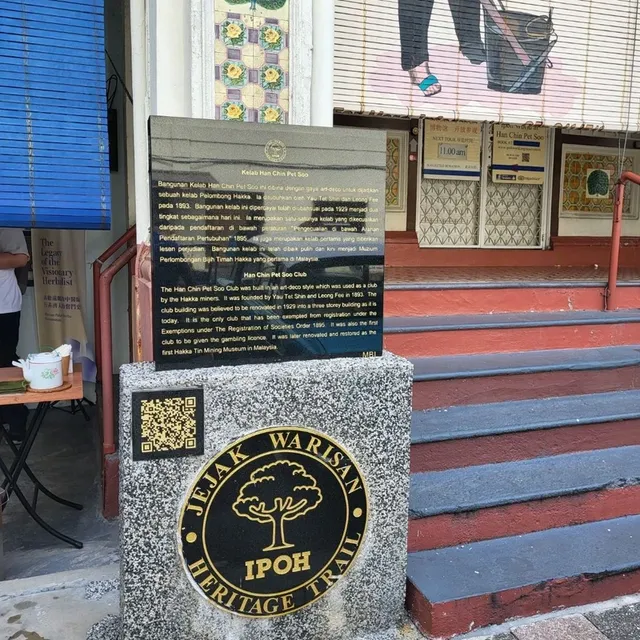 Kelab Han Chin Pet Soo
Bangunan Kelab Han Chin Pet Soo ini dibina dengan gaya art-deco untuk dijadikan
sebuah kelab Pelombong Hakka. Ia ditubuhkan oleh Yau Tet Shin dan Leong Fee
pada 1893. Bangunan kelab ini dipercayai telah diubahsuai pada 1929 menjadi tiga
tingkat sebagaimana hari ini. Ia merupakan satu-satunya kelab yang dikecualikan
daripada pendaftaran di bawah peraturan "Pengecualian di bawah Arahan
Pendaftaran Pertubuhan" 1895. Ia juga merupakan kelab pertama yang diberikan
lesen perjudian. Bangunan kelab ini telah dibaik pulih dan kini menjadi Muzium
Perlombongan Bijih Timah Hakka yang pertama di Malaysia.
Han Chin Pet Soo Club
The Han Chin Pet Soo Club was built in an art-deco style which was used as a club
by the Hakka miners. It was founded by Yau Tet Shin and Leong Fee in 1893. The
club building was believed to be renovated in 1929 into a three storey building as it is
today. It is the only club that has been exempted from registration under the
Exemptions under The Registration of Societies Order 1895. It was also the first
club to be given the gambling licence. It was later renovated and restored as the
first Hakka Tin Mining Museum in Malaysia.
MBI
JEJAK WARISAN
IPOH
HERITAGE TRAIL
The
Legacy
of the
Visionary
Herbalist
11:00am
Han Chin Pet Soo